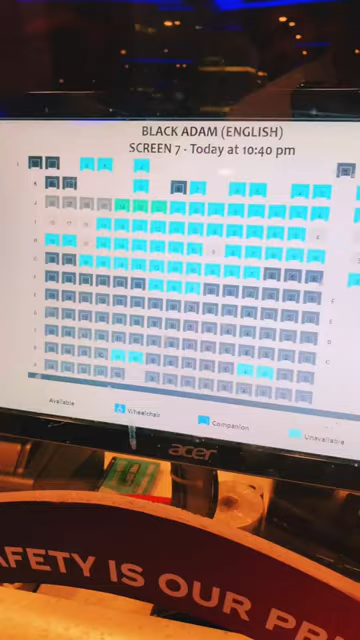 BLACK ADAM (ENGLISH)
SCREEN 7 - Today at 10:40 pm
Available
Wheelchair
Companion
Unavailable
acer
AFETY IS OUR PR